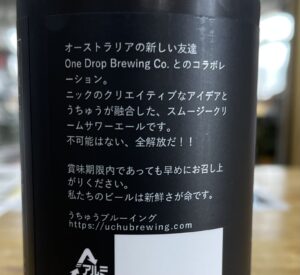 オーストラリアの新しい友達
One Drop Brewing Co. とのコラボレ
ーション。
ニックのクリエイティブなアイデアと
うちゅうが融合した、スムージークリ
ームサワーエールです。
不可能はない、全解放だ！！
賞味期限内であっても早めにお召し上
がりください。
私たちのビールは新鮮さが命です。
うちゅうブルーイング
https://uchubrewing.com
アルミ